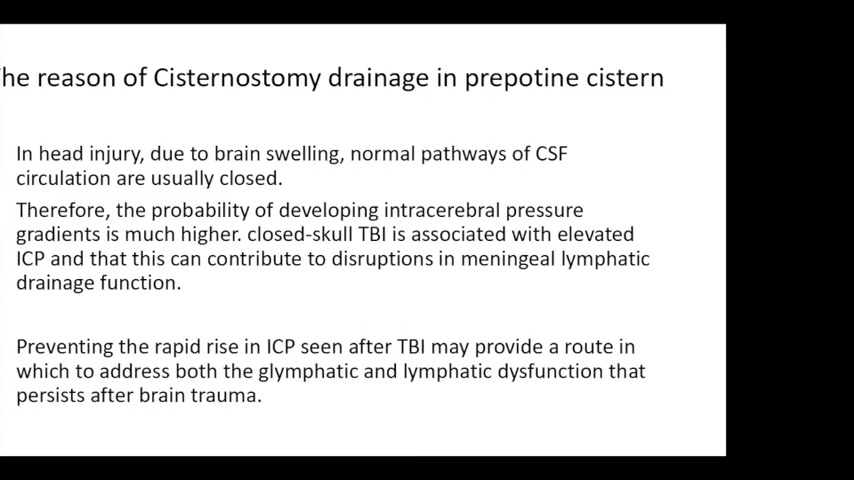 he reason of Cisternostomy drainage in prepotine cistern
In head injury, due to brain swelling, normal pathways of CSF
circulation are usually closed.
Therefore, the probability of developing intracerebral pressure
gradients is much higher. closed-skull TBI is associated with elevated
ICP and that this can contribute to disruptions in meningeal lymphatic
drainage function.
Preventing the rapid rise in ICP seen after TBI may provide a route in
which to address both the glymphatic and lymphatic dysfunction that
persists after brain trauma.